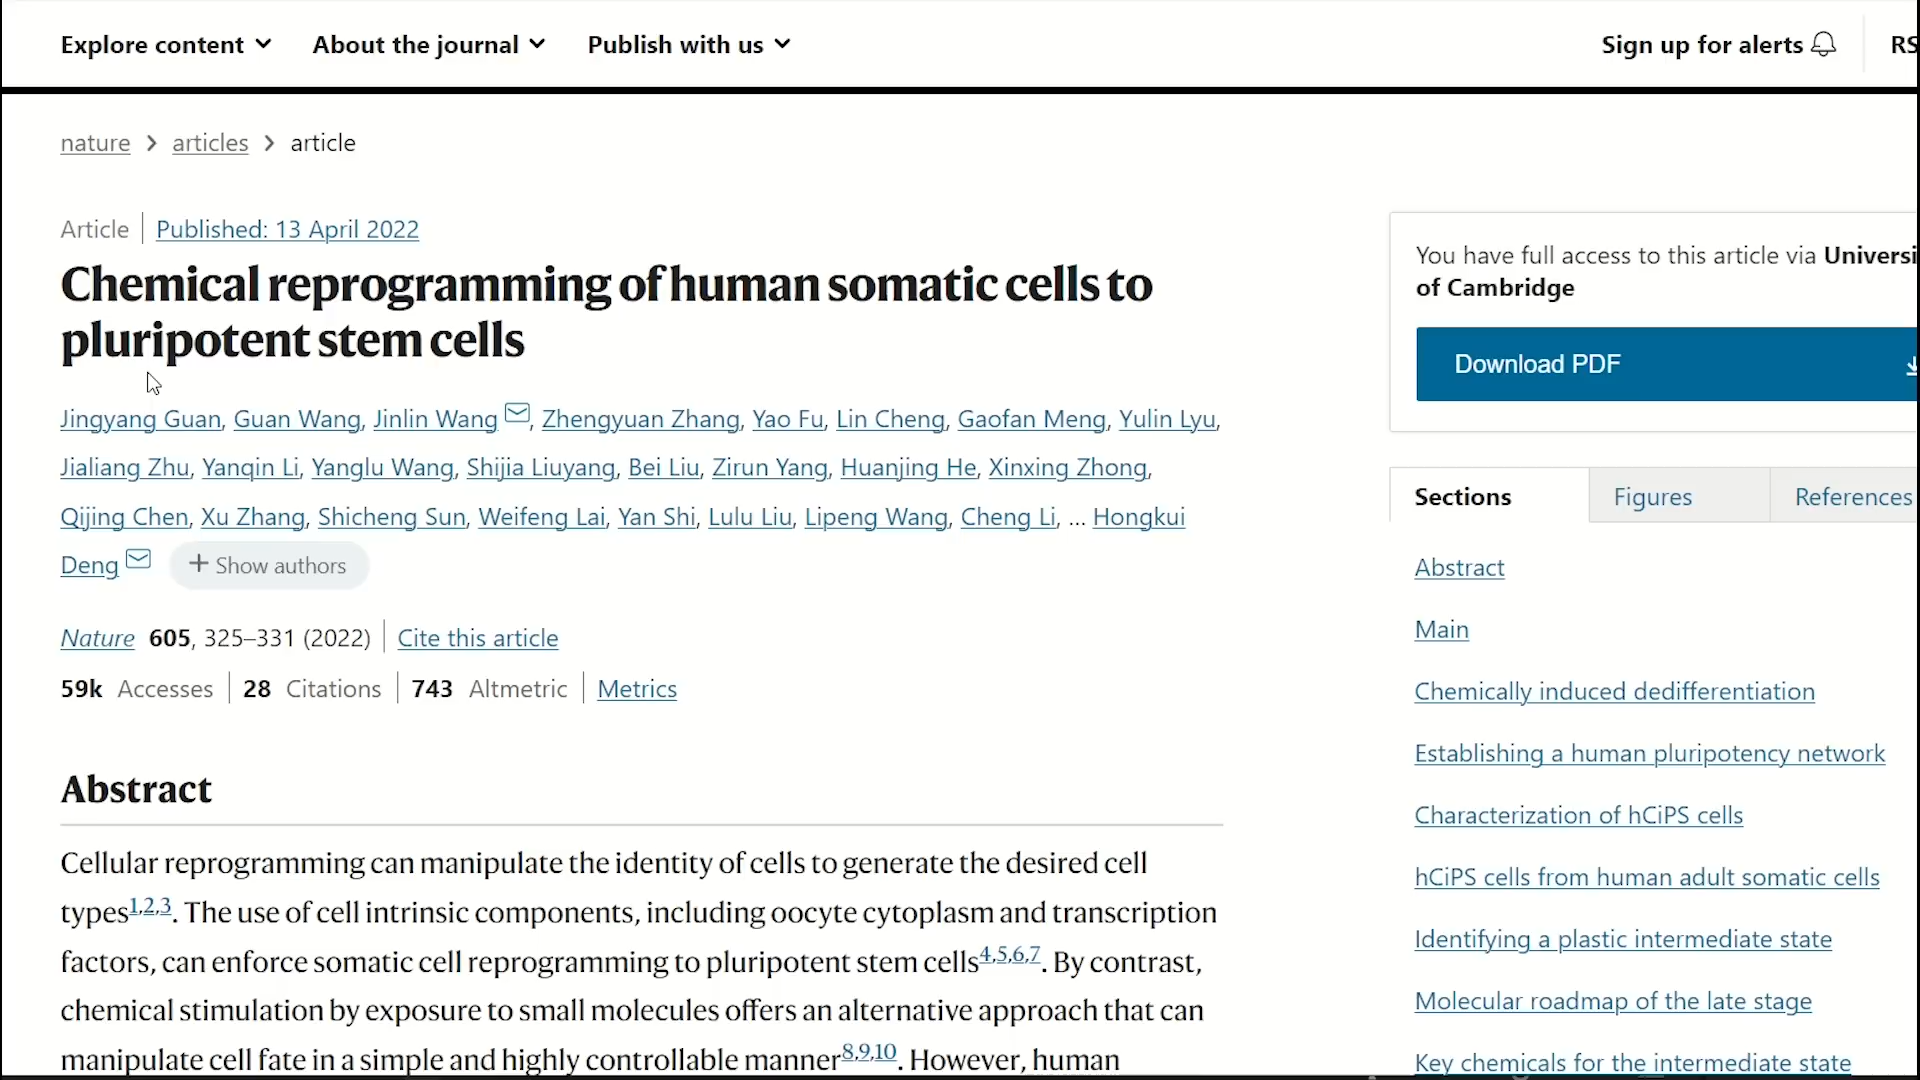 Explore content About the journal Publish with us Sign up for alerts RS
nature > articles > article
Article | Published: 13 April 2022
Chemical reprogramming of human somatic cells to
pluripotent stem cells
Jingyang Guan, Guan Wang, Jinlin Wang, Zhengyuan Zhang, Yao Fu, Lin Cheng, Gaofan Meng, Yulin Lyu,
Jialiang Zhu, Yanqin Li, Yanglu Wang, Shijia Liuyang, Bei Liu, Zirun Yang, Huanjing He, Xinxing Zhong,
Qijing Chen, Xu Zhang, Shicheng Sun, Weifeng Lai, Yan Shi, Lulu Liu, Lipeng Wang, Cheng Li, ... Hongkui
Deng + Show authors
Nature 605, 325–331 (2022) | Cite this article
59k Accesses | 28 Citations | 743 Altmetric | Metrics
Abstract
Cellular reprogramming can manipulate the identity of cells to generate the desired cell
types1,2,3. The use of cell intrinsic components, including oocyte cytoplasm and transcription
factors, can enforce somatic cell reprogramming to pluripotent stem cells4,5,6,7. By contrast,
chemical stimulation by exposure to small molecules offers an alternative approach that can
manipulate cell fate in a simple and highly controllable manner8,9,10. However, human
You have full access to this article via Universi
of Cambridge
Download PDF
Sections Figures References
Abstract
Main
Chemically induced dedifferentiation
Establishing a human pluripotency network
Characterization of hCiPS cells
hCiPS cells from human adult somatic cells
Identifying a plastic intermediate state
Molecular roadmap of the late stage
Key chemicals for the intermediate state